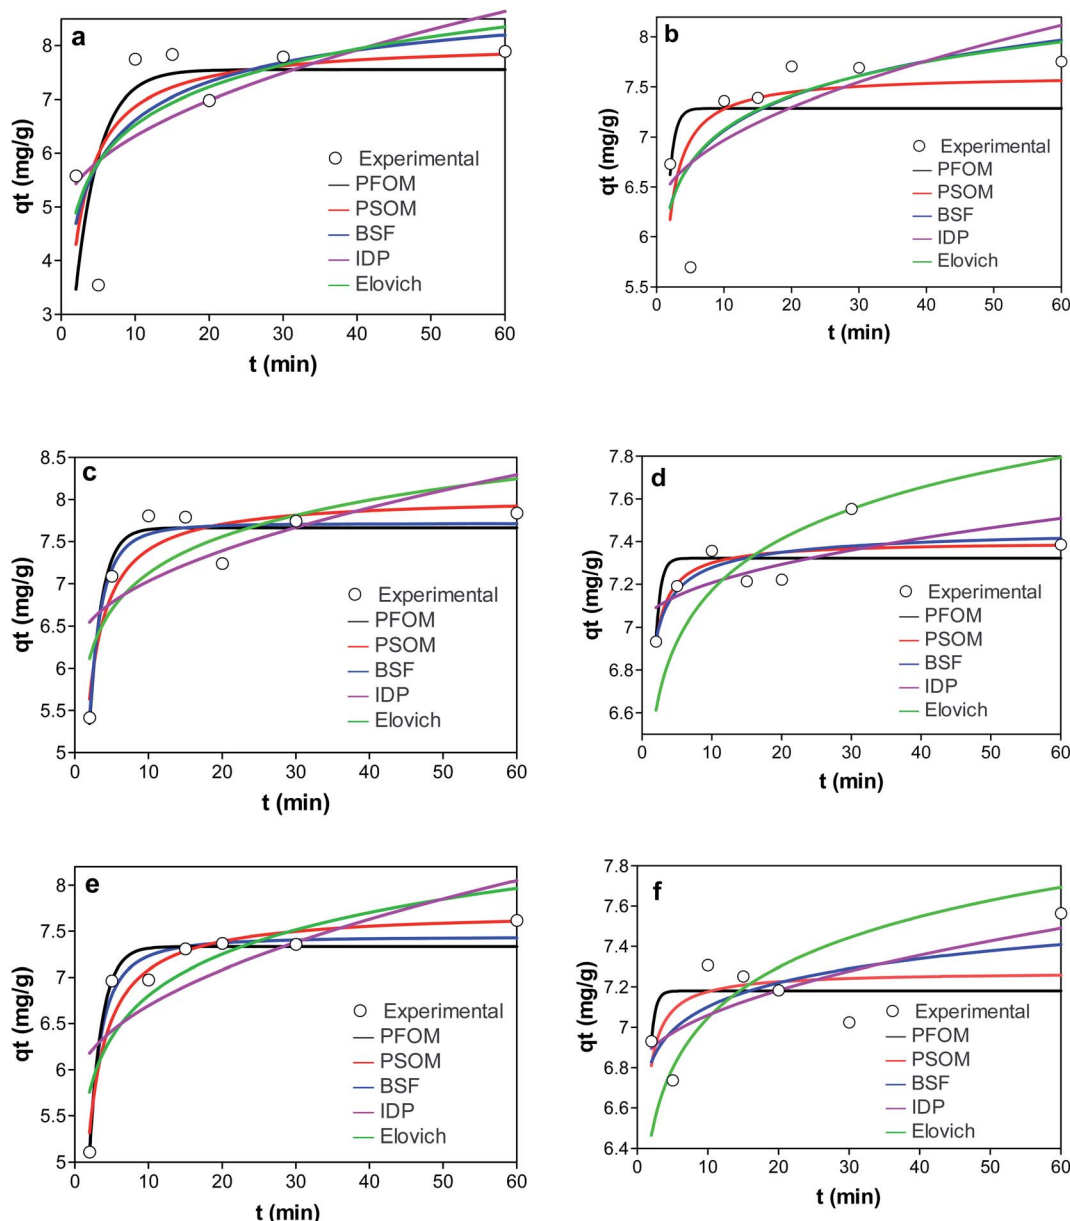 a
8
7
6
5
4
3
qt (mg/g)
Experimental
PFOM
PSOM
BSF
IDP
Elovich
0 10 20 30 40 50 60
t (min)
b
8
7.5
7
6.5
6
5.5
qt (mg/g)
Experimental
PFOM
PSOM
BSF
IDP
Elovich
0 10 20 30 40 50 60
t (min)
c
8.5
8
7.5
7
6.5
6
5.5
5
qt (mg/g)
Experimental
PFOM
PSOM
BSF
IDP
Elovich
0 10 20 30 40 50 60
t (min)
d
7.8
7.6
7.4
7.2
7
6.8
6.6
qt (mg/g)
Experimental
PFOM
PSOM
BSF
IDP
Elovich
0 10 20 30 40 50 60
t (min)
e
8
7.5
7
6.5
6
5.5
5
qt (mg/g)
Experimental
PFOM
PSOM
BSF
IDP
Elovich
0 10 20 30 40 50 60
t (min)
f
7.8
7.6
7.4
7.2
7
6.8
6.6
6.4
qt (mg/g)
Experimental
PFOM
PSOM
BSF
IDP
Elovich
0 10 20 30 40 50 60
t (min)